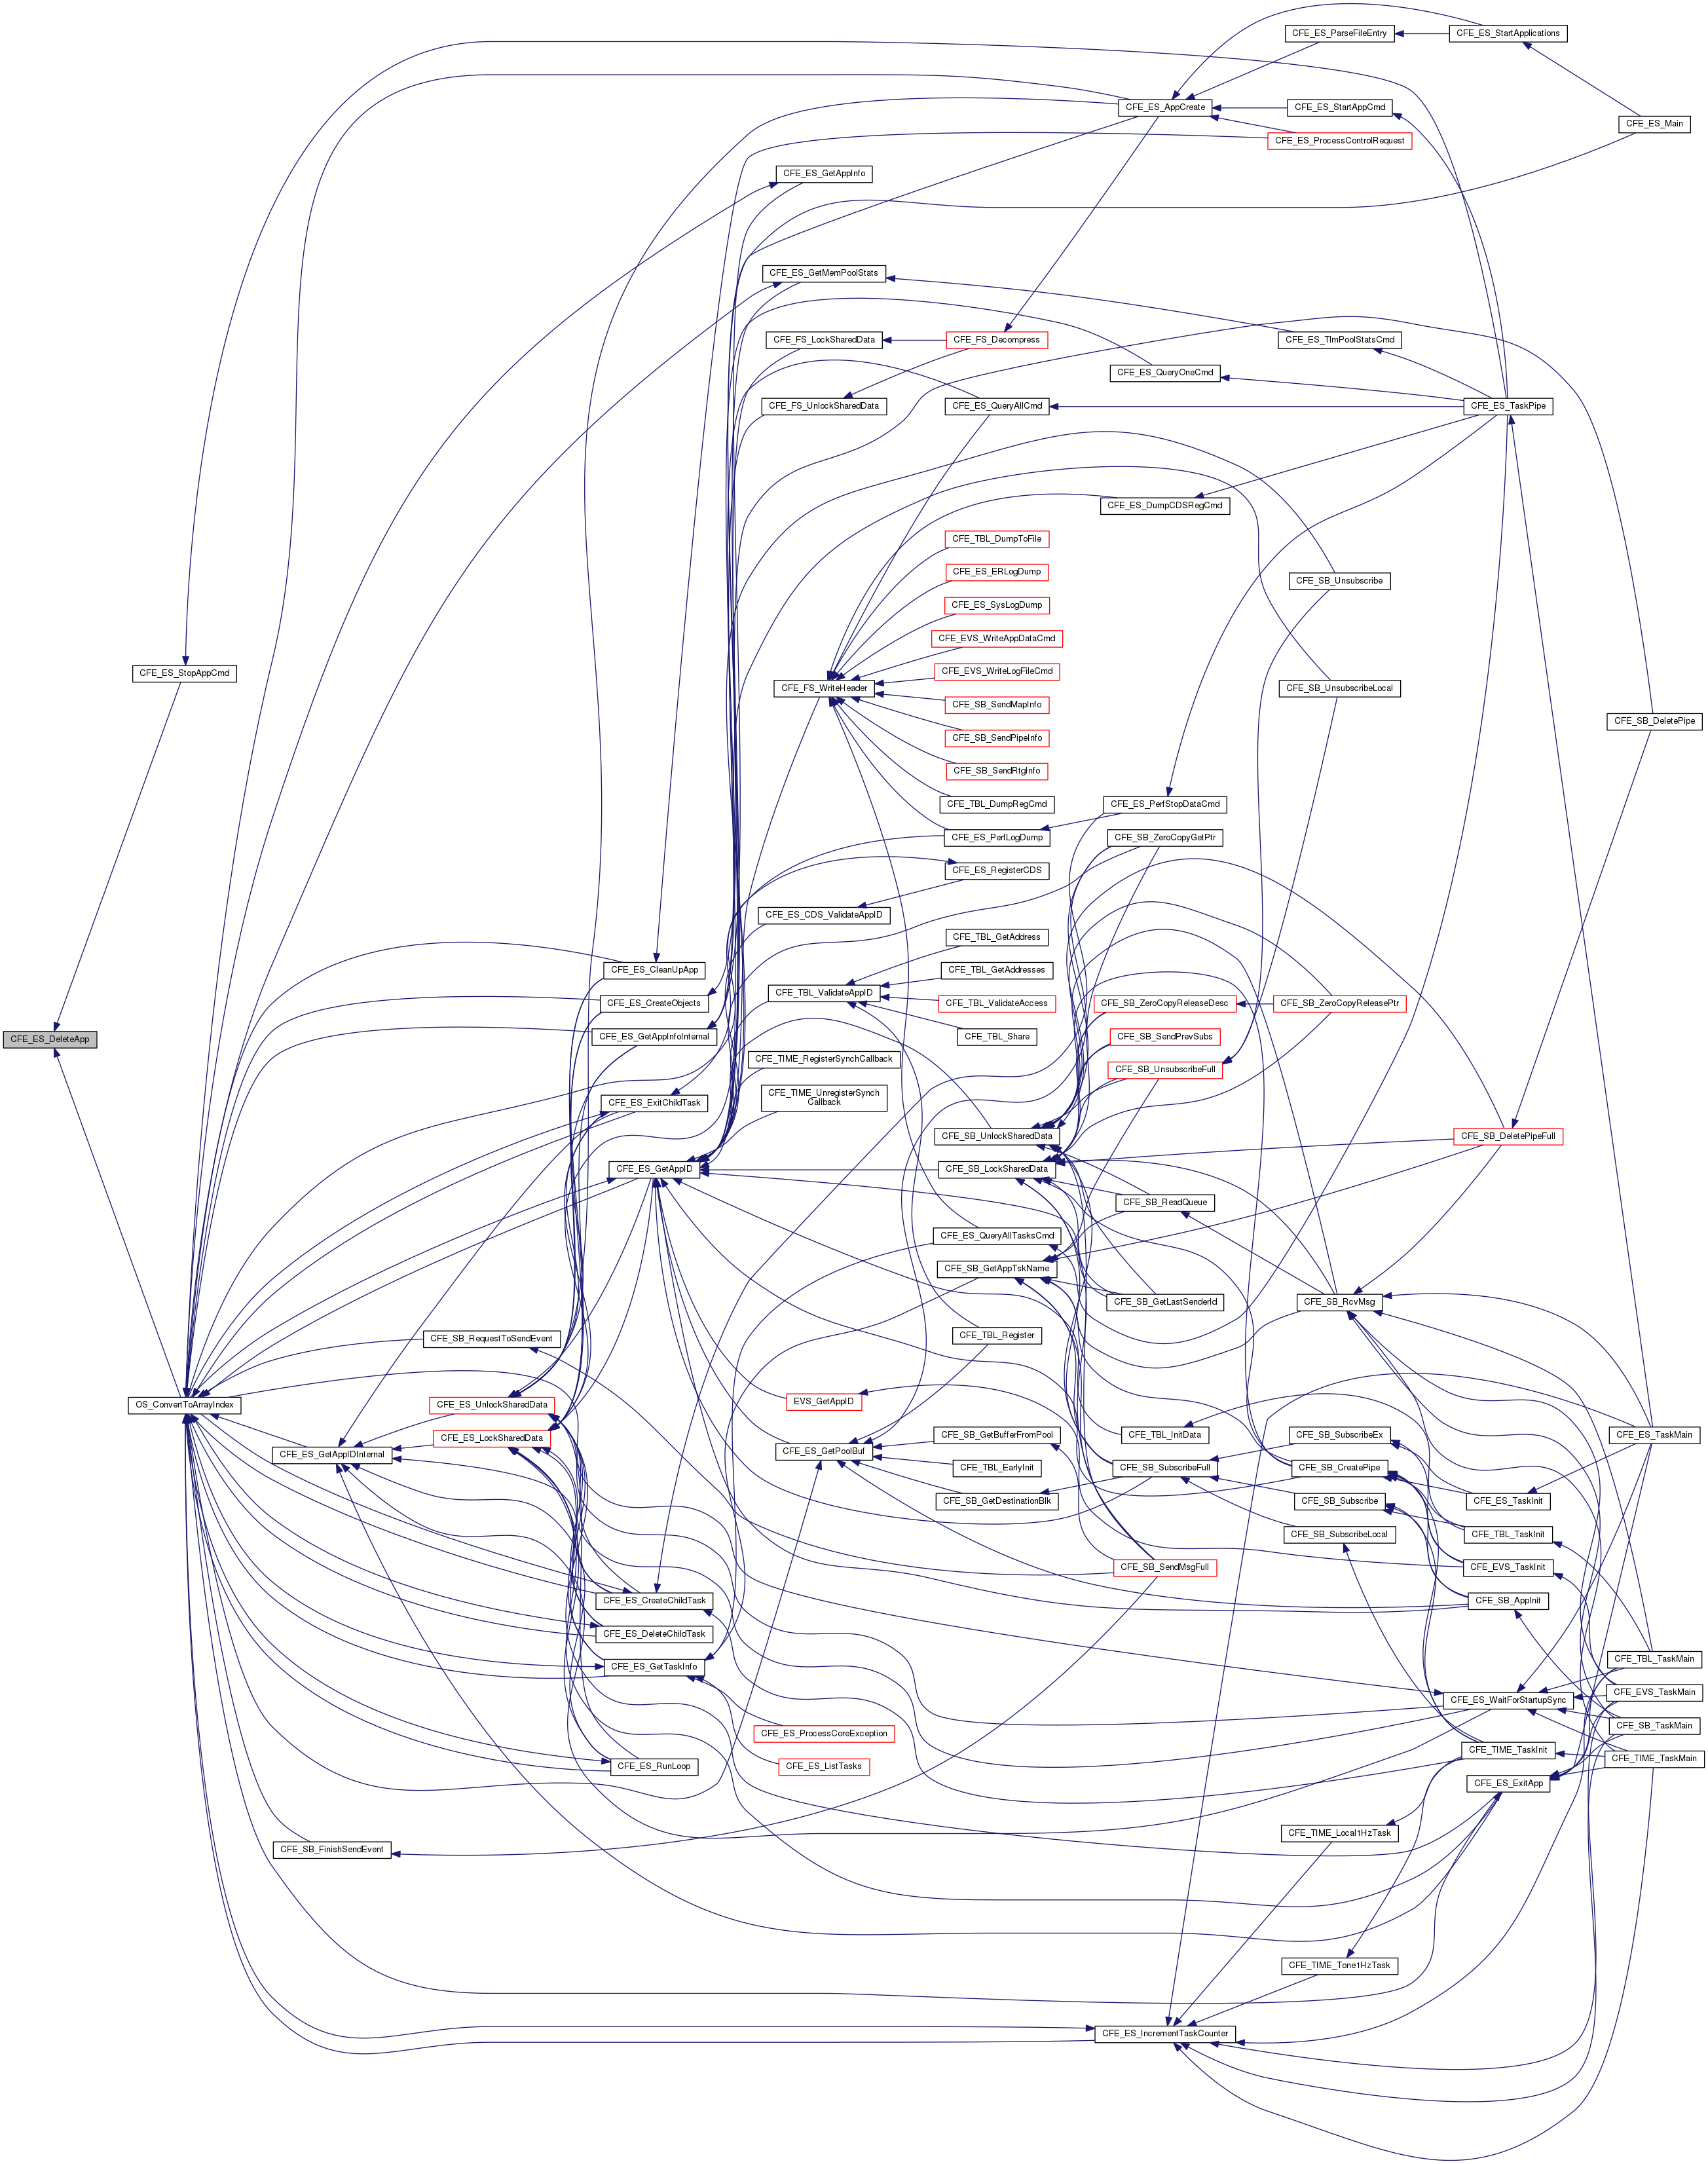 CFE_ES_ParseFileEntry
CFE_ES_StartApplications
CFE_ES_AppCreate
CFE_ES_StartAppCmd
CFE_ES_Main
CFE_ES_ProcessControlRequest
CFE_ES_GetAppInfo
CFE_ES_GetMemPoolStats
CFE_FS_LockSharedData
CFE_FS_Decompress
CFE_ES_TlmPoolStatsCmd
CFE_ES_QueryOneCmd
CFE_FS_UnlockSharedData
CFE_ES_QueryAllCmd
CFE_ES_TaskPipe
CFE_ES_DumpCDSRegCmd
CFE_TBL_DumpToFile
CFE_ES_ERLogDump
CFE_SB_Unsubscribe
CFE_ES_SysLogDump
CFE_EVS_WriteAppDataCmd
CFE_ES_StopAppCmd
CFE_EVS_WriteLogFileCmd
CFE_FS_WriteHeader
CFE_SB_UnsubscribeLocal
CFE_SB_SendMapInfo
CFE_SB_DeletePipe
CFE_SB_SendPipeInfo
CFE_SB_SendRtgInfo
CFE_TBL_DumpRegCmd
CFE_ES_PerfStopDataCmd
CFE_ES_PerfLogDump
CFE_SB_ZeroCopyGetPtr
CFE_ES_RegisterCDS
CFE_ES_CDS_ValidateAppID
CFE_TBL_GetAddress
CFE_ES_CleanUpApp
CFE_TBL_GetAddresses
CFE_TBL_ValidateAppID
CFE_ES_CreateObjects
CFE_TBL_ValidateAccess
CFE_SB_ZeroCopyReleaseDesc
CFE_SB_ZeroCopyReleasePtr
CFE_ES_DeleteApp
CFE_ES_GetAppInfoInternal
CFE_TBL_Share
CFE_SB_SendPrevSubs
CFE_TIME_RegisterSynchCallback
CFE_SB_UnsubscribeFull
CFE_TIME_UnregisterSynch
Callback
CFE_ES_ExitChildTask
CFE_SB_UnlockSharedData
CFE_SB_DeletePipeFull
CFE_ES_GetAppID
CFE_SB_LockSharedData
CFE_SB_ReadQueue
CFE_ES_QueryAllTasksCmd
CFE_SB_GetAppTskName
CFE_SB_GetLastSenderId
CFE_SB_RcvMsg
CFE_SB_RequestToSendEvent
CFE_TBL_Register
OS_ConvertToArrayIndex
CFE_ES_UnlockSharedData
EVS_GetAppID
CFE_ES_LockSharedData
CFE_SB_GetBufferFromPool
CFE_TBL_InitData
CFE_SB_SubscribeEx
CFE_ES_TaskMain
CFE_ES_GetAppIDInternal
CFE_ES_GetPoolBuf
CFE_TBL_EarlyInit
CFE_SB_SubscribeFull
CFE_SB_CreatePipe
CFE_SB_GetDestinationBlk
CFE_SB_Subscribe
CFE_ES_TaskInit
CFE_SB_SubscribeLocal
CFE_TBL_TaskInit
CFE_SB_SendMsgFull
CFE_EVS_TaskInit
CFE_ES_CreateChildTask
CFE_SB_AppInit
CFE_ES_DeleteChildTask
CFE_TBL_TaskMain
CFE_ES_GetTaskInfo
CFE_EVS_TaskMain
CFE_ES_WaitForStartupSync
CFE_ES_ProcessCoreException
CFE_SB_TaskMain
CFE_TIME_TaskInit
CFE_TIME_TaskMain
CFE_ES_RunLoop
CFE_ES_ListTasks
CFE_ES_ExitApp
CFE_TIME_Local1HzTask
CFE_SB_FinishSendEvent
CFE_TIME_Tone1HzTask
CFE_ES_IncrementTaskCounter